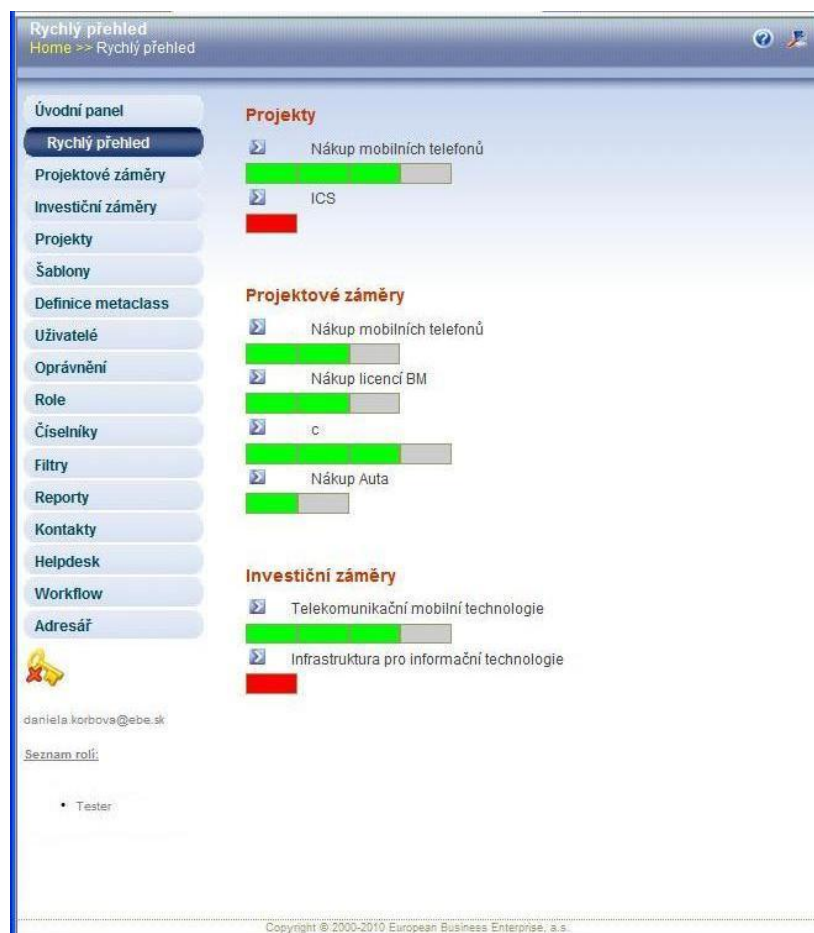 Rychlý přehled
Home >> Rychlý přehled
Úvodní panel
Rychlý přehled
Projektové záměry
Investiční záměry
Projekty
Šablony
Definice metaclass
Uživatelé
Oprávnění
Role
Číselníky
Filtry
Reporty
Kontakty
Helpdesk
Workflow
Adresář
daniela.korbova@ebe.sk
Seznam rolí:
• Tester
Projekty
Nákup mobilních telefonů
ICS
Projektové záměry
Nákup mobilních telefonů
Nákup licencí BM
c
Nákup Auta
Investiční záměry
Telekomunikační mobilní technologie
Infrastruktura pro informační technologie
Copyright © 2000-2010 European Business Enterprise, a.s.